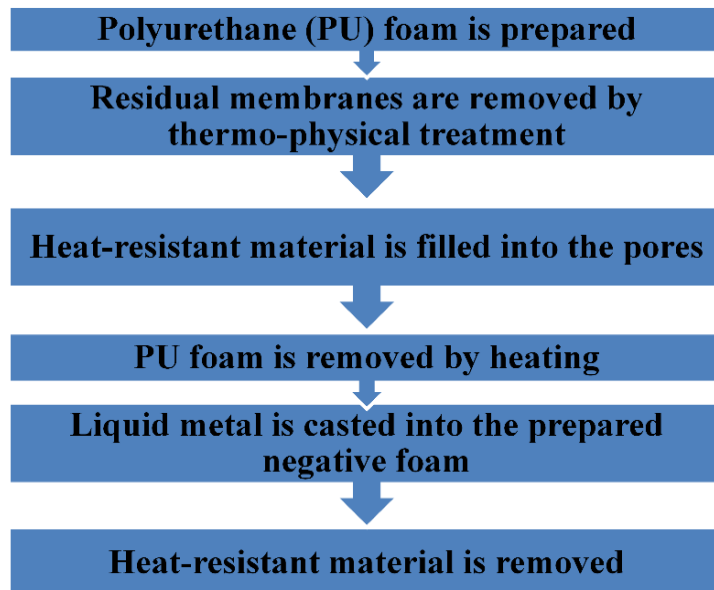 Polyurethane (PU) foam is prepared
Residual membranes are removed by
thermo-physical treatment
Heat-resistant material is filled into the pores
PU foam is removed by heating
Liquid metal is casted into the prepared
negative foam
Heat-resistant material is removed